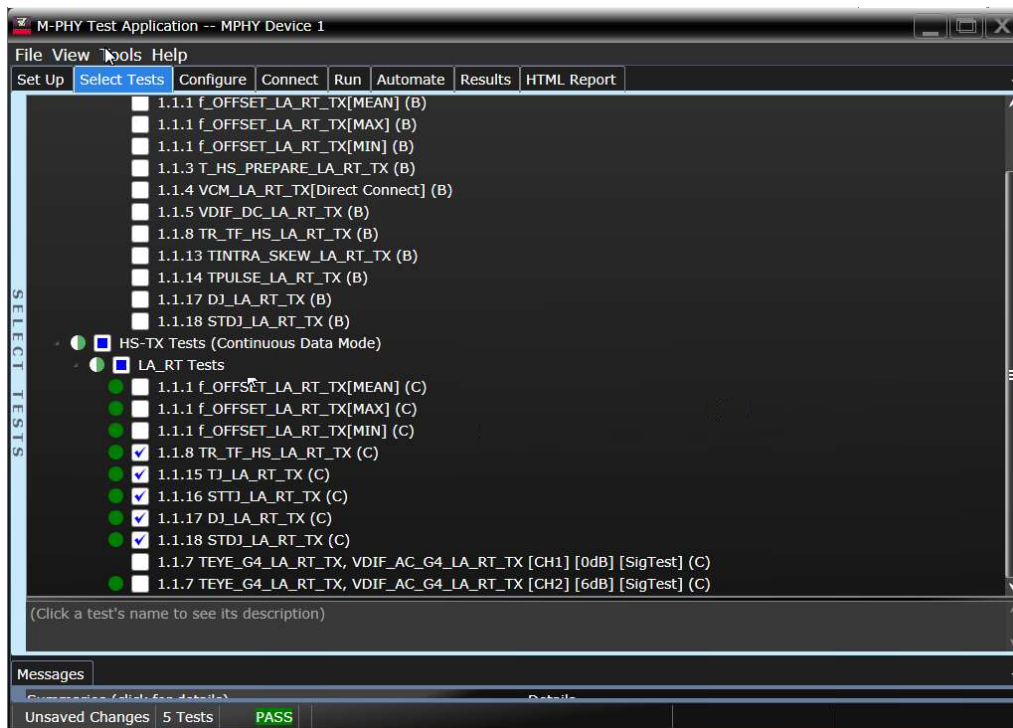 M-PHY Test Application -- MPHY Device 1
File View Tools Help
Set Up Select Tests Configure Connect Run Automate Results HTML Report
1.1.1 f_OFFSET_LA_RT_TX[MEAN] (B)
1.1.1 f_OFFSET_LA_RT_TX[MAX] (B)
1.1.1 f_OFFSET_LA_RT_TX[MIN] (B)
1.1.3 T_HS_PREPARE_LA_RT_TX (B)
1.1.4 VCM_LA_RT_TX[Direct Connect] (B)
1.1.5 VDIF_DC_LA_RT_TX (B)
1.1.8 TR_TF_HS_LA_RT_TX (B)
1.1.13 TINTRA_SKEW_LA_RT_TX (B)
1.1.14 TPULSE_LA_RT_TX (B)
1.1.17 DJ_LA_RT_TX (B)
1.1.18 STDJ_LA_RT_TX (B)
HS-TX Tests (Continuous Data Mode)
LA_RT Tests
1.1.1 f_OFFSET_LA_RT_TX[MEAN] (C)
1.1.1 f_OFFSET_LA_RT_TX[MAX] (C)
1.1.1 f_OFFSET_LA_RT_TX[MIN] (C)
1.1.8 TR_TF_HS_LA_RT_TX (C)
1.1.15 TJ_LA_RT_TX (C)
1.1.16 STTJ_LA_RT_TX (C)
1.1.17 DJ_LA_RT_TX (C)
1.1.18 STDJ_LA_RT_TX (C)
1.1.7 TEYE_G4_LA_RT_TX, VDIF_AC_G4_LA_RT_TX [CH1] [0dB] [SigTest] (C)
1.1.7 TEYE_G4_LA_RT_TX, VDIF_AC_G4_LA_RT_TX [CH2] [6dB] [SigTest] (C)
SELECT TESTS
(Click a test's name to see its description)
Messages
Summaries (click for details) Details
Unsaved Changes 5 Tests PASS